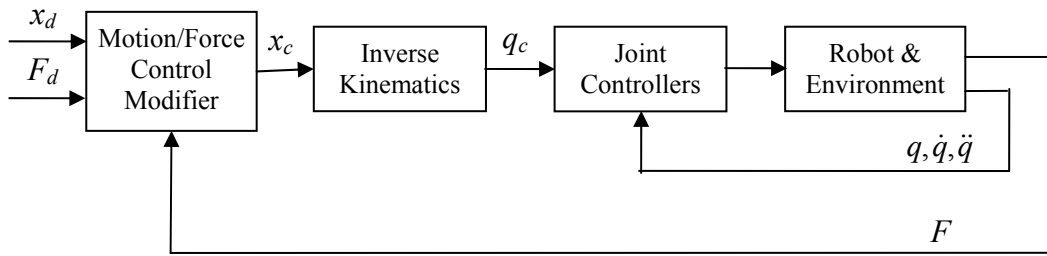 x_d
F_d
Motion/Force
Control
Modifier
x_c
Inverse
Kinematics
q_c
Joint
Controllers
Robot &
Environment
q, q̇, q̈
F